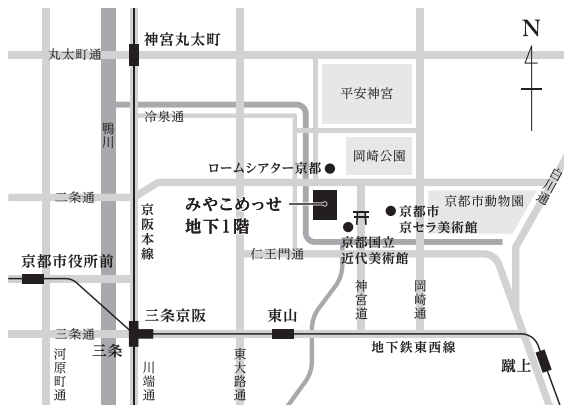 神宮丸太町
N
丸太町通
平安神宮
冷泉通
鴨川
岡崎公園
ロームシアター京都
白川通
二条通
みやこめっせ
地下1階
京都市動物園
京都市
京セラ美術館
京阪本線
京都国立
近代美術館
仁王門通
京都市役所前
神宮道
岡崎通
三条京阪
東山
三条通
三条
地下鉄東西線
蹴上
河原町通
川端通
東大路通